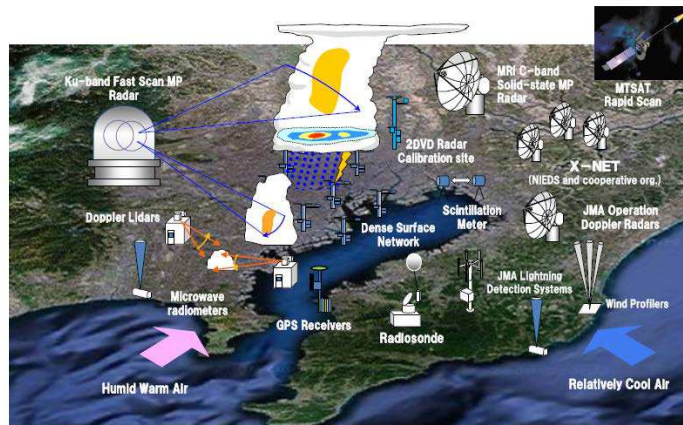 Ku-band Fast Scan MP
Radar
MRI C-band
Solid-state MP
Radar
MTSAT
Rapid Scan
2DVD Radar
Calibration site
X-NET
(NIEDS and cooperative org.)
Doppler Lidars
Dense Surface
Network
Scintillation
Meter
JMA Operation
Doppler Radars
Microwave
radiometers
GPS Receivers
Radiosonde
JMA Lightning
Detection Systems
Wind Profilers
Humid Warm Air
Relatively Cool Air